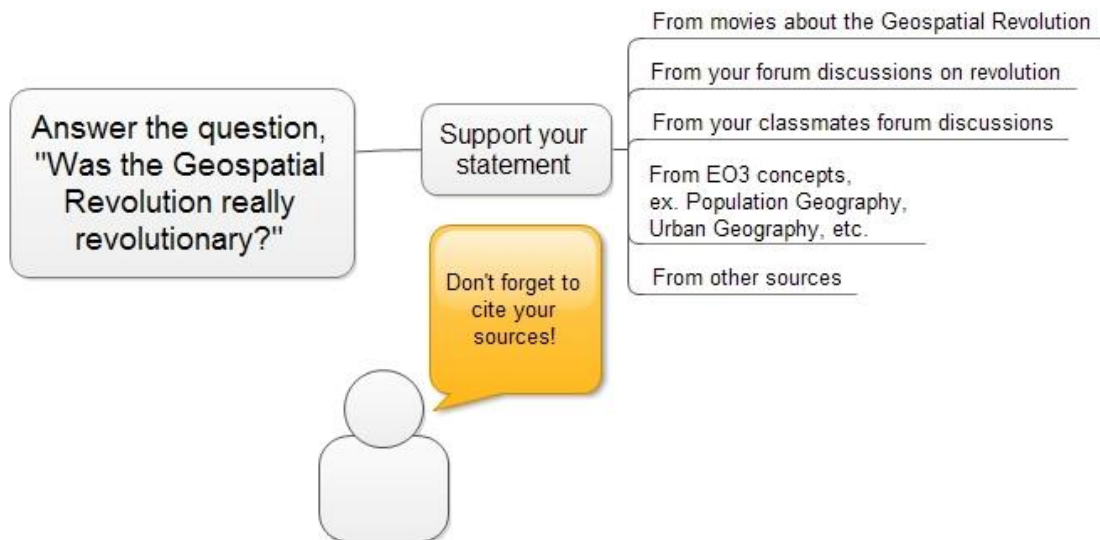 Answer the question,
"Was the Geospatial
Revolution really
revolutionary?"
Support your
statement
From movies about the Geospatial Revolution
From your forum discussions on revolution
From your classmates forum discussions
From EO3 concepts,
ex. Population Geography,
Urban Geography, etc.
From other sources
Don't forget to
cite your
sources!